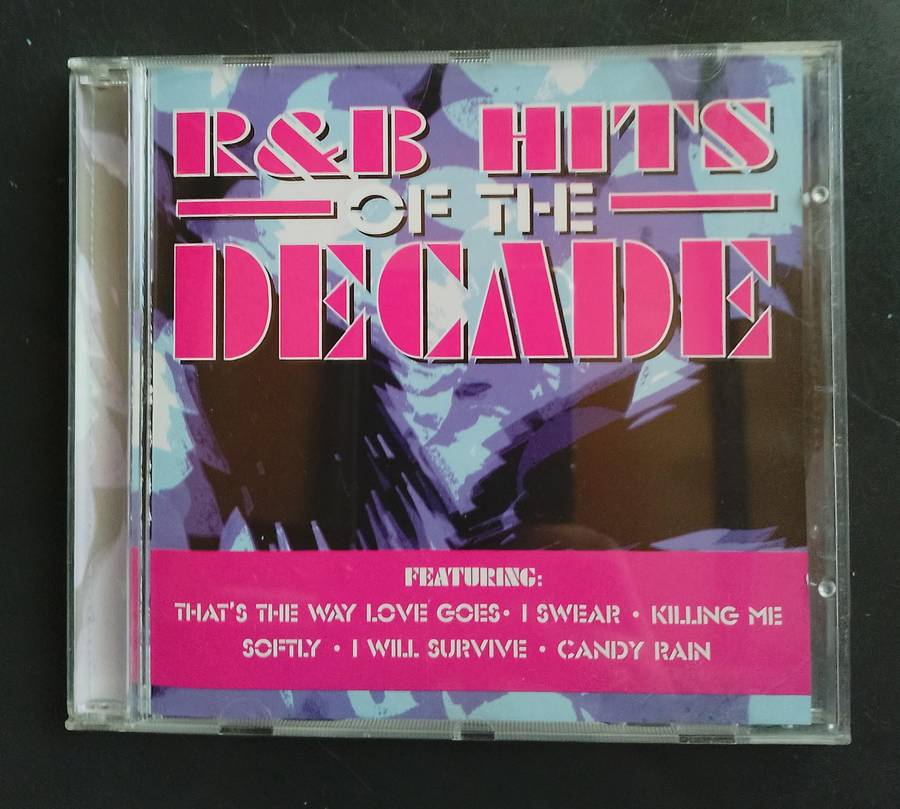 R&B HITS
OF THE
DECADE
FEATURING:
THAT'S THE WAY LOVE GOES • I SWEAR • KILLING ME
SOFTLY • I WILL SURVIVE • CANDY RAIN